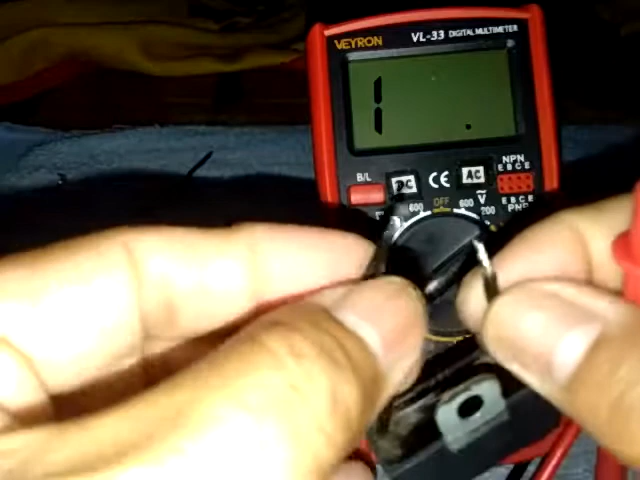 VEYRON VL-33 DIGITAL MULTIMETER
1 .
B/L DC CE AC NPN
E B C E
600 OFF 600 V 200
E B C E
PNP